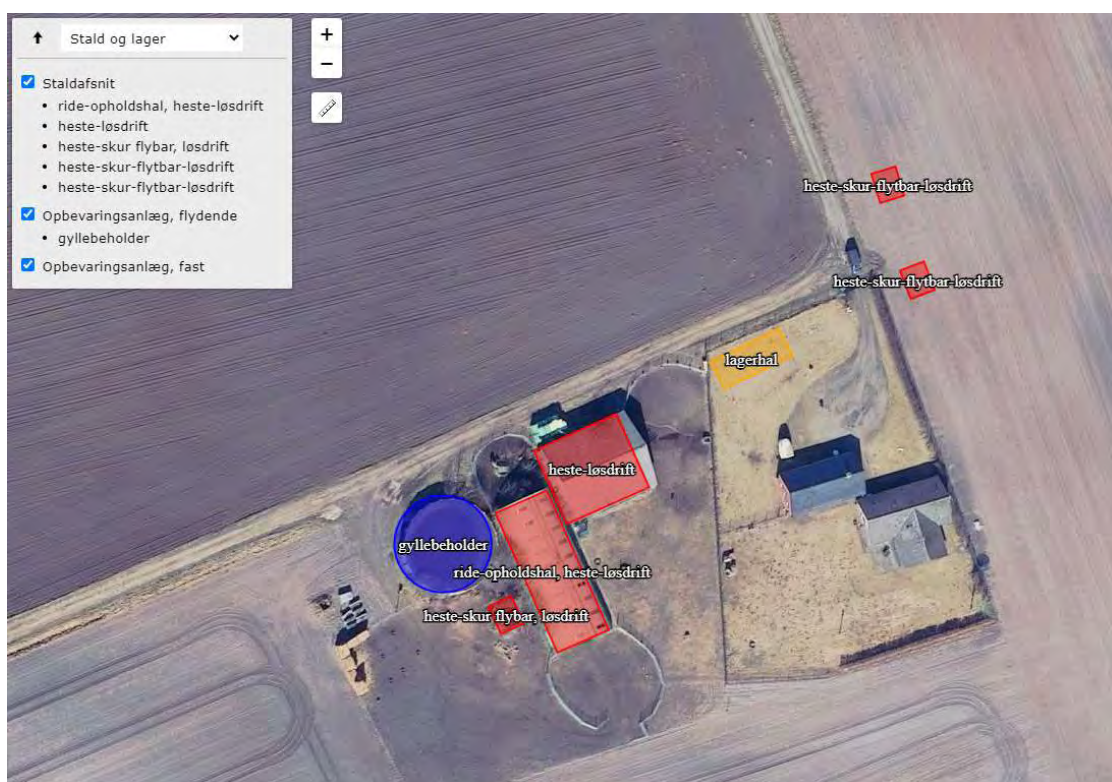 Stald og lager
Staldafsnit
ride-opholdshal, heste-løsdrift
heste-løsdrift
heste-skur flybar, løsdrift
heste-skur-flytbar-løsdrift
heste-skur-flytbar-løsdrift
Opbevaringsanlæg, flydende
gyllebeholder
Opbevaringsanlæg, fast
+
−
heste-skur-flytbar-løsdrift
heste-skur-flytbar-løsdrift
lagerhal
heste-løsdrift
gyllebeholder
ride-opholdshal, heste-løsdrift
heste-skur flybar, løsdrift